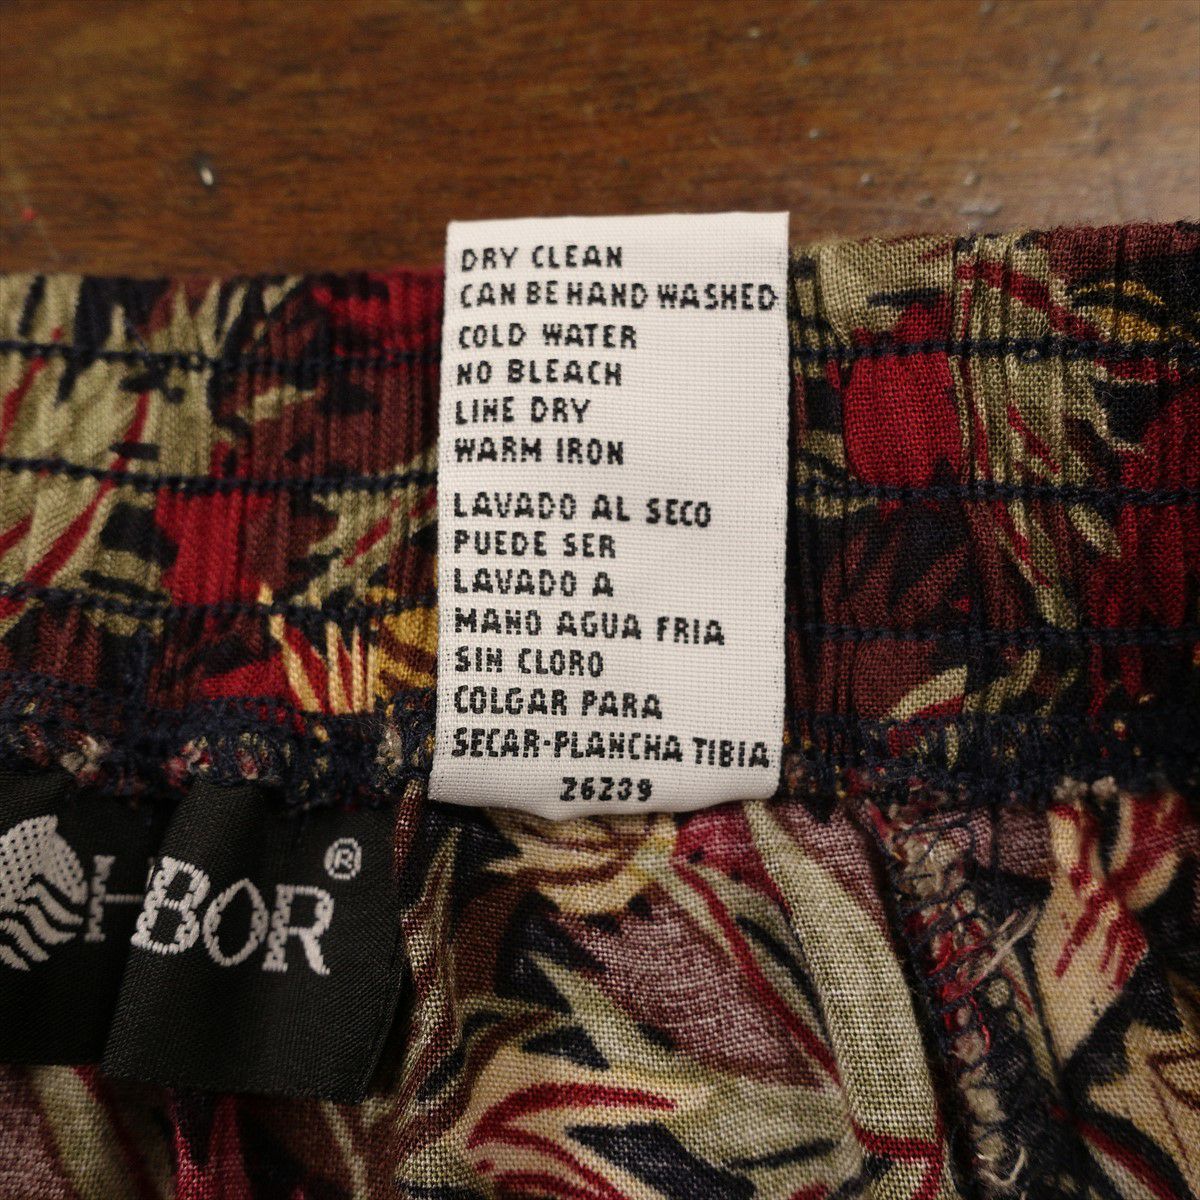 DRY CLEAN
CAN BE HAND WASHED
COLD WATER
NO BLEACH
LINE DRY
WARM IRON
LAVADO AL SECO
PUEDE SER
LAVADO A
MANO AGUA FRIA
SIN CLORO
COLGAR PARA
SECAR-PLANCHA TIBIA
26239
BOR®